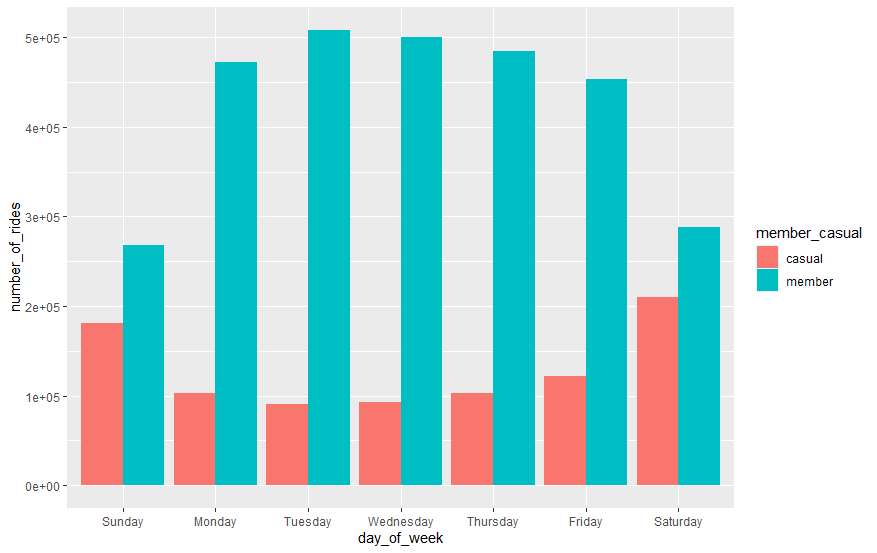 number_of_rides
5e+05
4e+05
3e+05
2e+05
1e+05
0e+00
Sunday Monday Tuesday Wednesday Thursday Friday Saturday
day_of_week
member_casual
casual
member